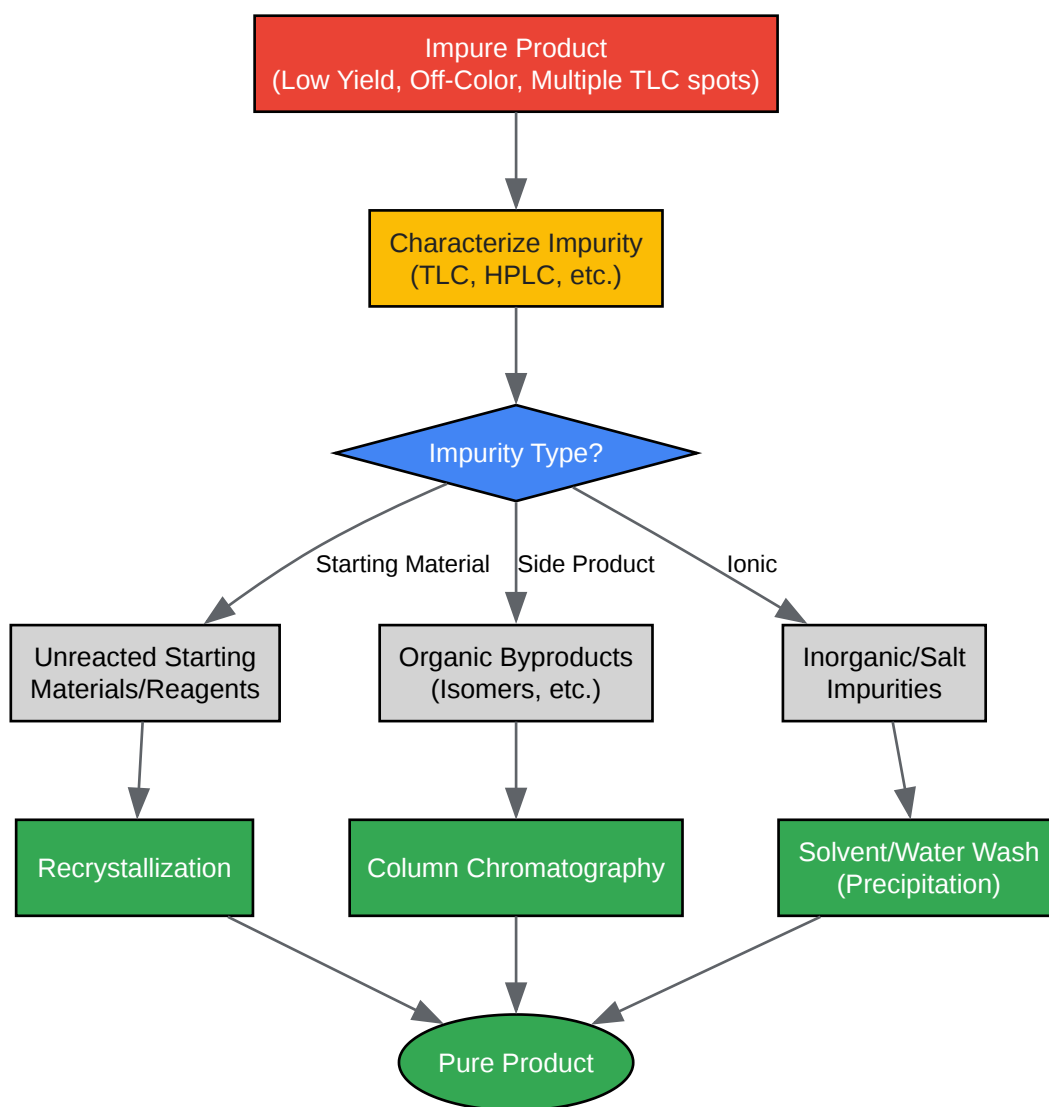 Impure Product
(Low Yield, Off-Color, Multiple TLC spots)
Characterize Impurity
(TLC, HPLC, etc.)
Impurity Type?
Starting Material
Side Product
Ionic
Unreacted Starting
Materials/Reagents
Organic Byproducts
(Isomers, etc.)
Inorganic/Salt
Impurities
Recrystallization
Column Chromatography
Solvent/Water Wash
(Precipitation)
Pure Product